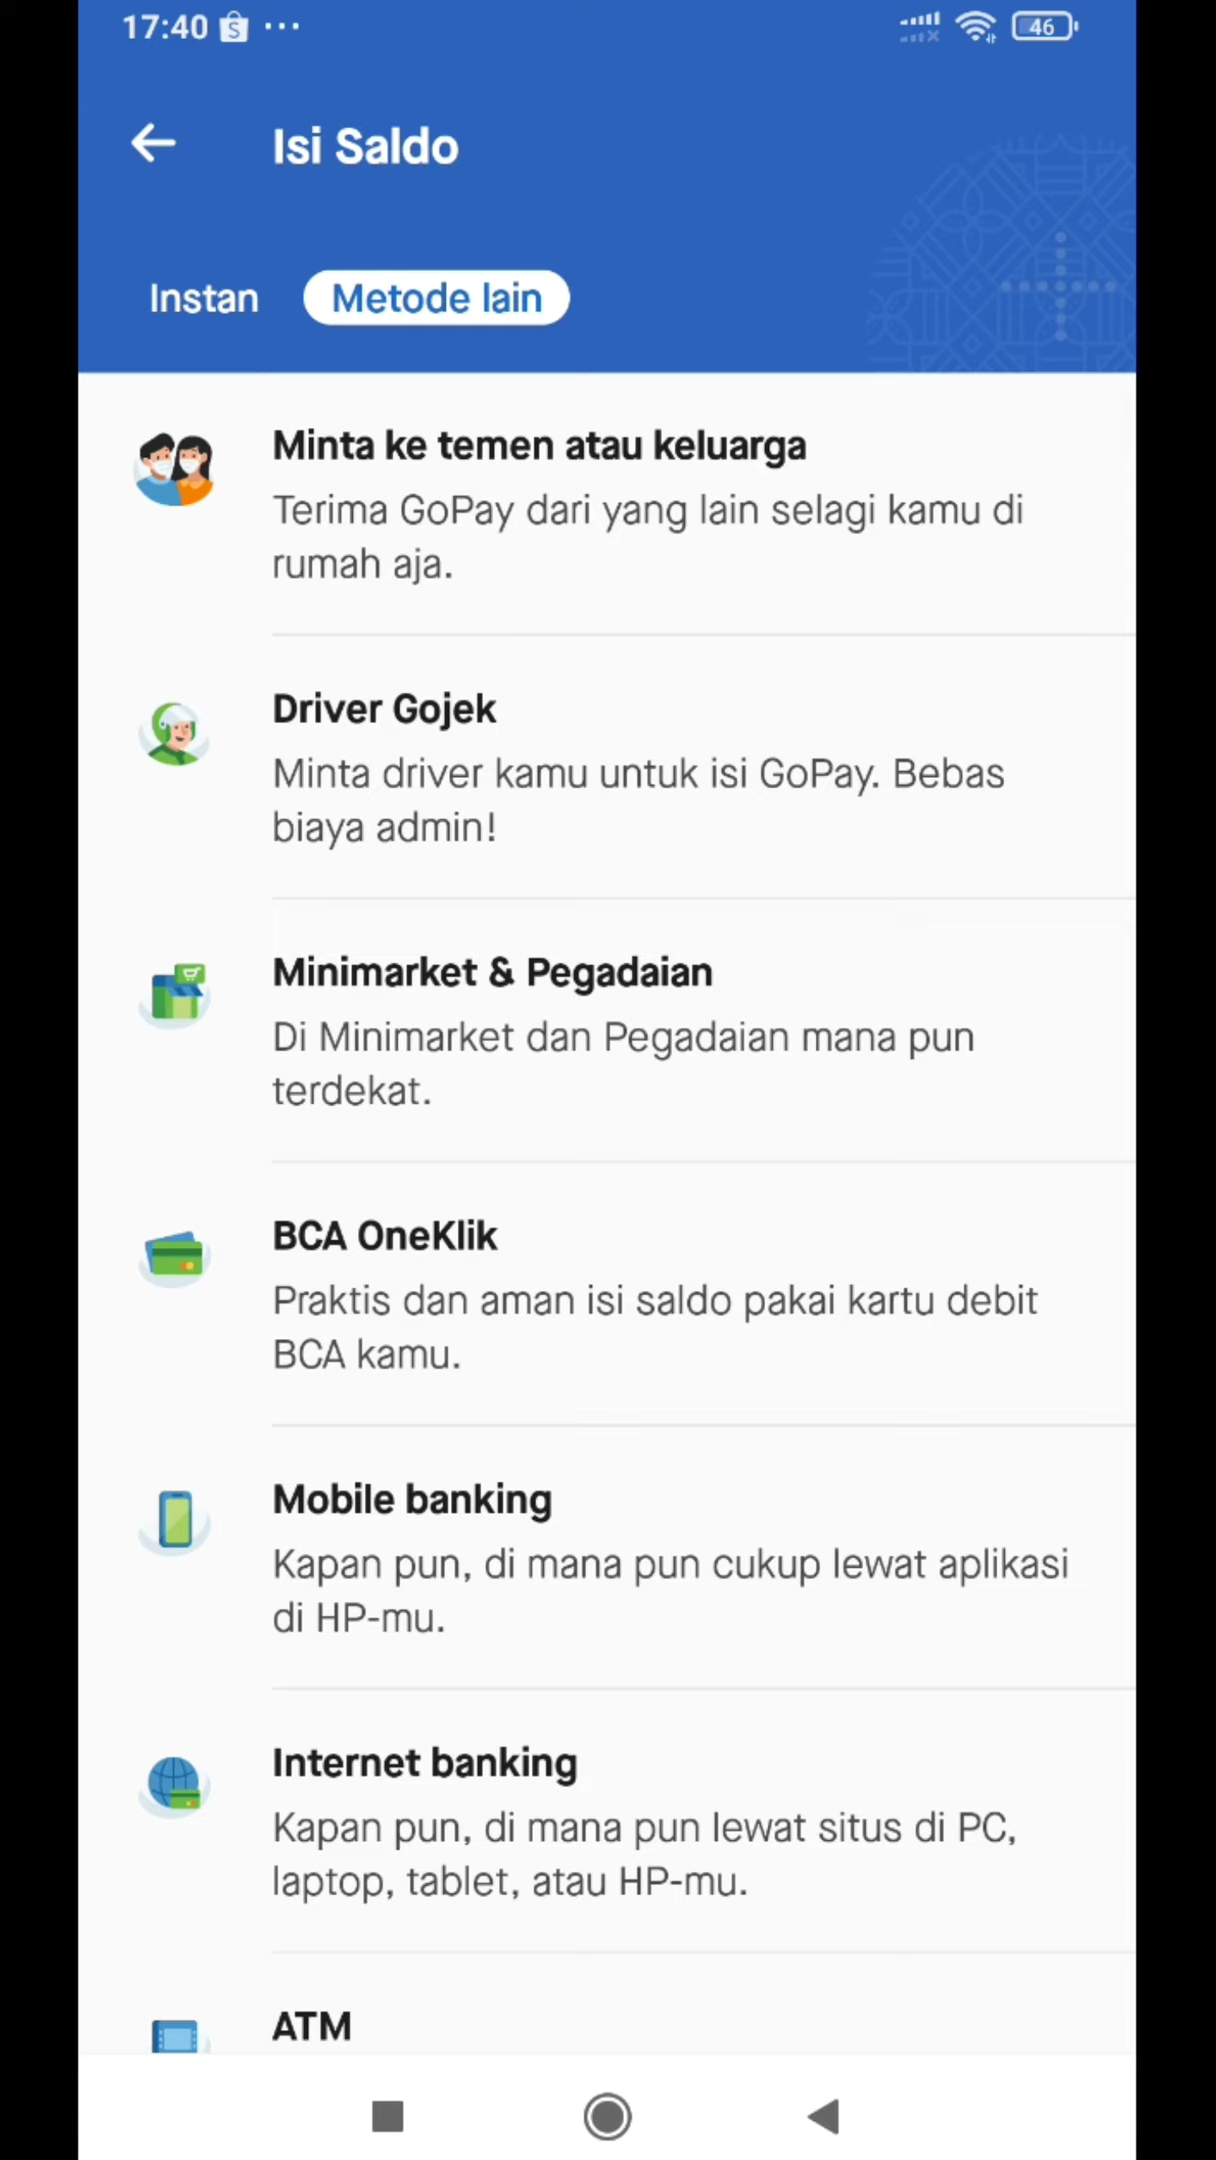 17:40
46
Isi Saldo
Instan
Metode lain
Minta ke temen atau keluarga
Terima GoPay dari yang lain selagi kamu di
rumah aja.
Driver Gojek
Minta driver kamu untuk isi GoPay. Bebas
biaya admin!
Minimarket & Pegadaian
Di Minimarket dan Pegadaian mana pun
terdekat.
BCA OneKlik
Praktis dan aman isi saldo pakai kartu debit
BCA kamu.
Mobile banking
Kapan pun, di mana pun cukup lewat aplikasi
di HP-mu.
Internet banking
Kapan pun, di mana pun lewat situs di PC,
laptop, tablet, atau HP-mu.
ATM